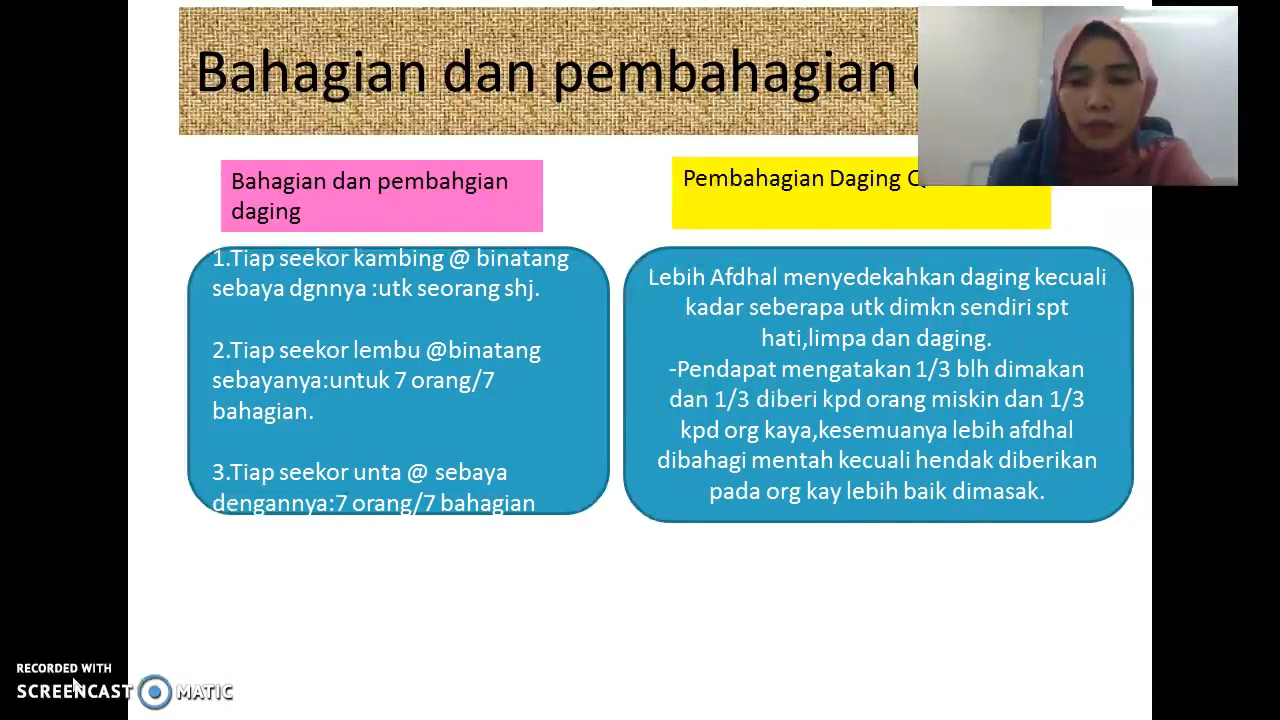 Bahagian dan pembahagian
Bahagian dan pembahgian
daging
Pembahagian Daging
1.Tiap seekor kambing @ binatang
sebaya dgnnya :utk seorang shj.
2.Tiap seekor lembu @binatang
sebayanya:untuk 7 orang/7
bahagian.
3.Tiap seekor unta @ sebaya
dengannya:7 orang/7 bahagian
Lebih Afdhal menyedekahkan daging kecuali
kadar seberapa utk dimkn sendiri spt
hati,limpa dan daging.
-Pendapat mengatakan 1/3 blh dimakan
dan 1/3 diberi kpd orang miskin dan 1/3
kpd org kaya,kesemuanya lebih afdhal
dibahagi mentah kecuali hendak diberikan
pada org kay lebih baik dimasak.
RECORDED WITH
SCREENCAST MATIC